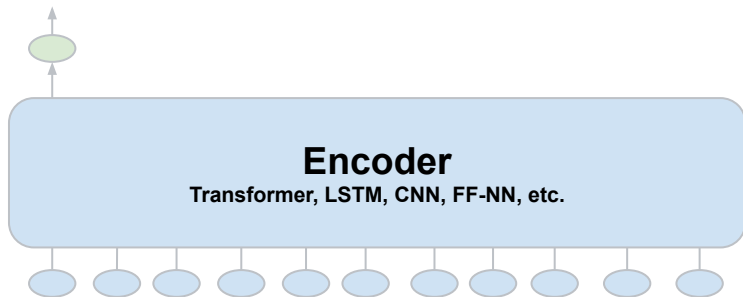 Encoder
Transformer, LSTM, CNN, FF-NN, etc.